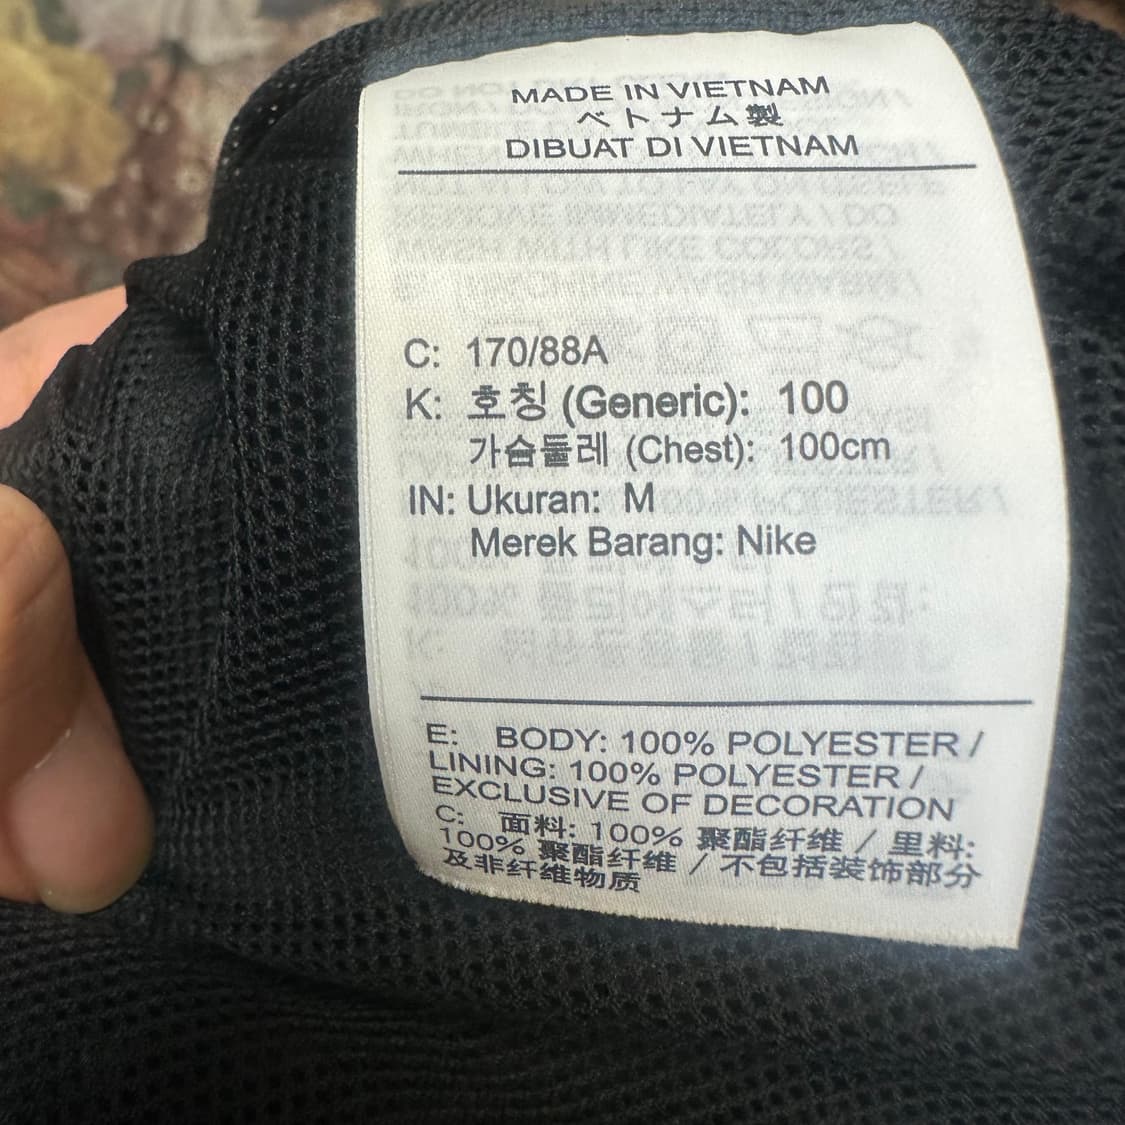 MADE IN VIETNAM
ベトナム製
DIBUAT DI VIETNAM
C: 170/88A
K: 호칭 (Generic): 100
가슴둘레 (Chest): 100cm
IN: Ukuran: M
Merek Barang: Nike
E: BODY: 100% POLYESTER /
LINING: 100% POLYESTER /
EXCLUSIVE OF DECORATION
C: 面料: 100% 聚酯纤维 / 里料:
100% 聚酯纤维 / 不包括装饰部分
及非纤维物质